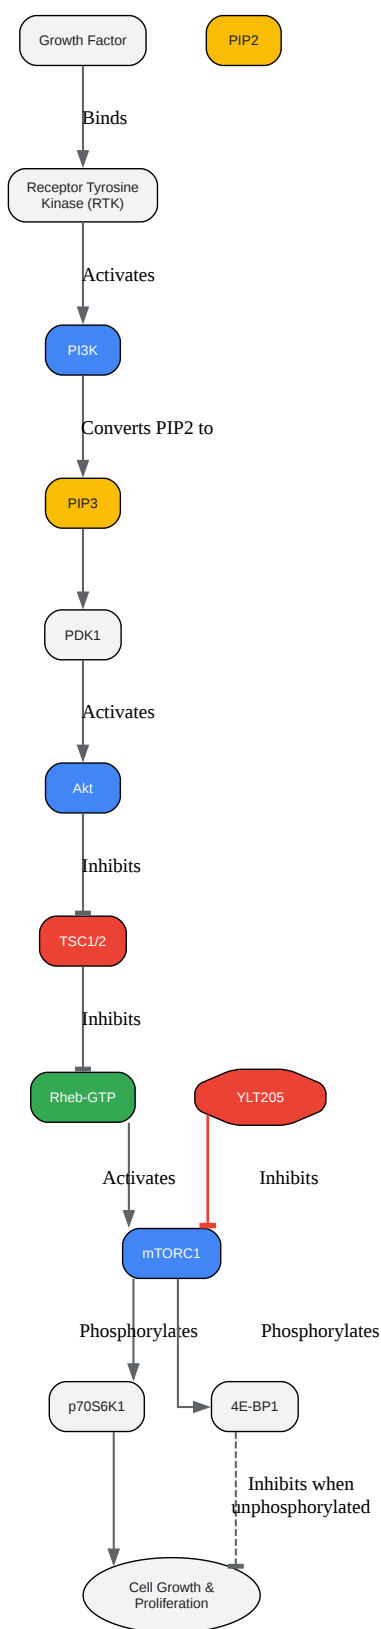 Growth Factor
PIP2
Binds
Receptor Tyrosine
Kinase (RTK)
Activates
PI3K
Converts PIP2 to
PIP3
PDK1
Activates
Akt
Inhibits
TSC1/2
Inhibits
Rheb-GTP
YLT205
Activates
Inhibits
mTORC1
Phosphorylates
Phosphorylates
p70S6K1
4E-BP1
Inhibits when
unphosphorylated
Cell Growth &
Proliferation